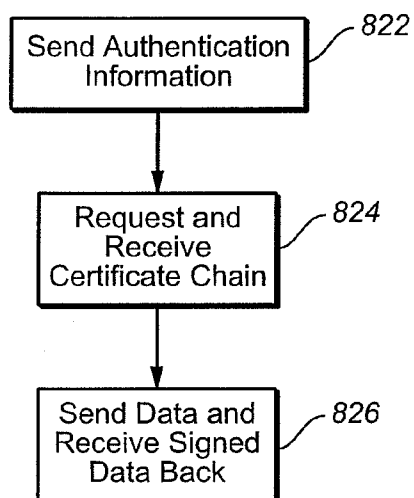 Send Authentication
Information
822
Request and
Receive
Certificate Chain
824
Send Data and
Receive Signed
Data Back
826